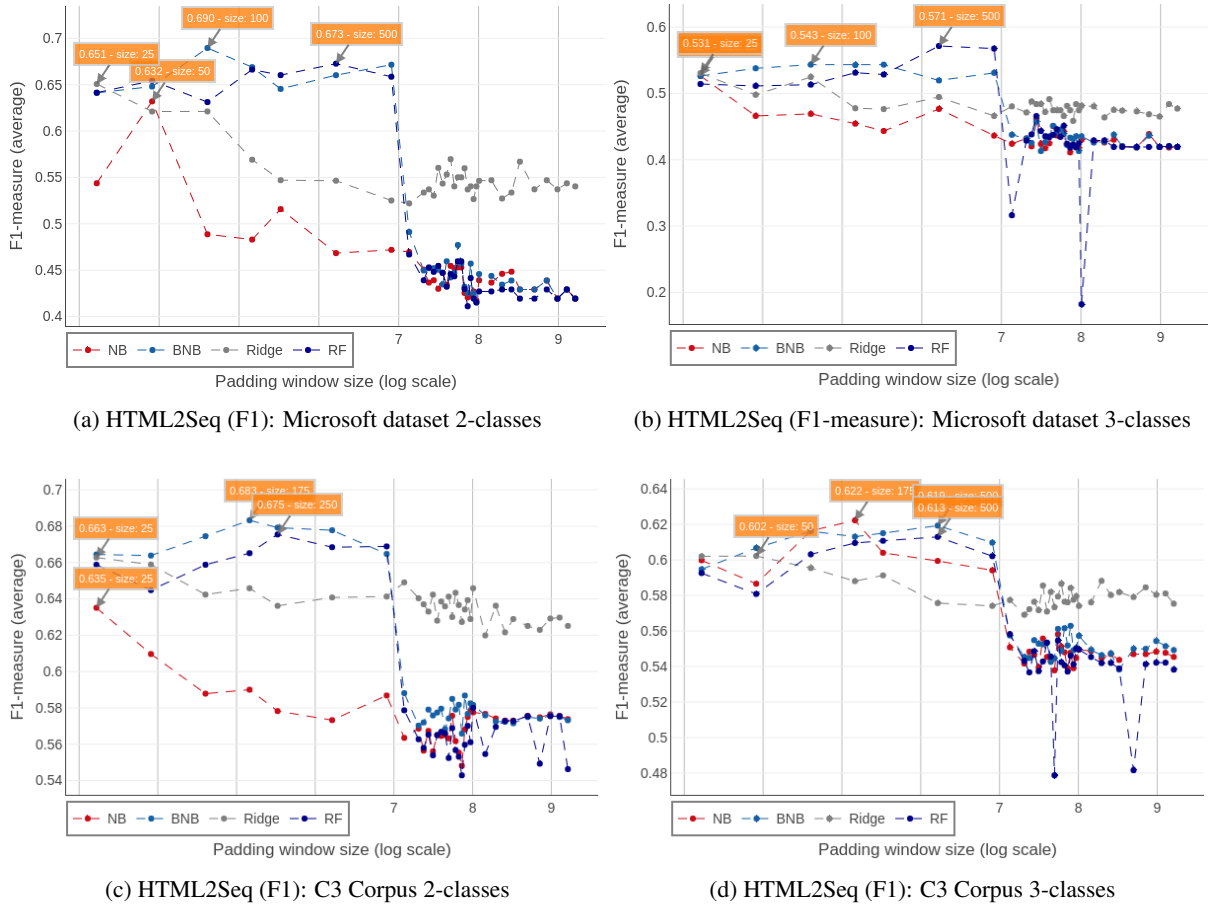 0.690 - size: 100
0.673 - size: 500
0.651 - size: 25
0.632 - size: 50
0.7
0.65
0.6
0.55
0.5
0.45
0.4
F1-measure (average)
7
8
9
NB
BNB
Ridge
RF
Padding window size (log scale)
(a) HTML2Seq (F1): Microsoft dataset 2-classes
0.571 - size: 500
0.543 - size: 100
0.531 - size: 25
0.6
0.5
0.4
0.3
0.2
F1-measure (average)
7
8
9
NB
BNB
Ridge
RF
Padding window size (log scale)
(b) HTML2Seq (F1-measure): Microsoft dataset 3-classes
0.683 - size: 175
0.675 - size: 250
0.663 - size: 25
0.635 - size: 25
0.7
0.68
0.66
0.64
0.62
0.6
0.58
0.56
0.54
F1-measure (average)
7
8
9
NB
BNB
Ridge
RF
Padding window size (log scale)
(c) HTML2Seq (F1): C3 Corpus 2-classes
0.622 - size: 175
0.619 - size: 500
0.613 - size: 500
0.602 - size: 50
0.64
0.62
0.6
0.58
0.56
0.54
0.52
0.5
0.48
F1-measure (average)
7
8
9
NB
BNB
Ridge
RF
Padding window size (log scale)
(d) HTML2Seq (F1): C3 Corpus 3-classes